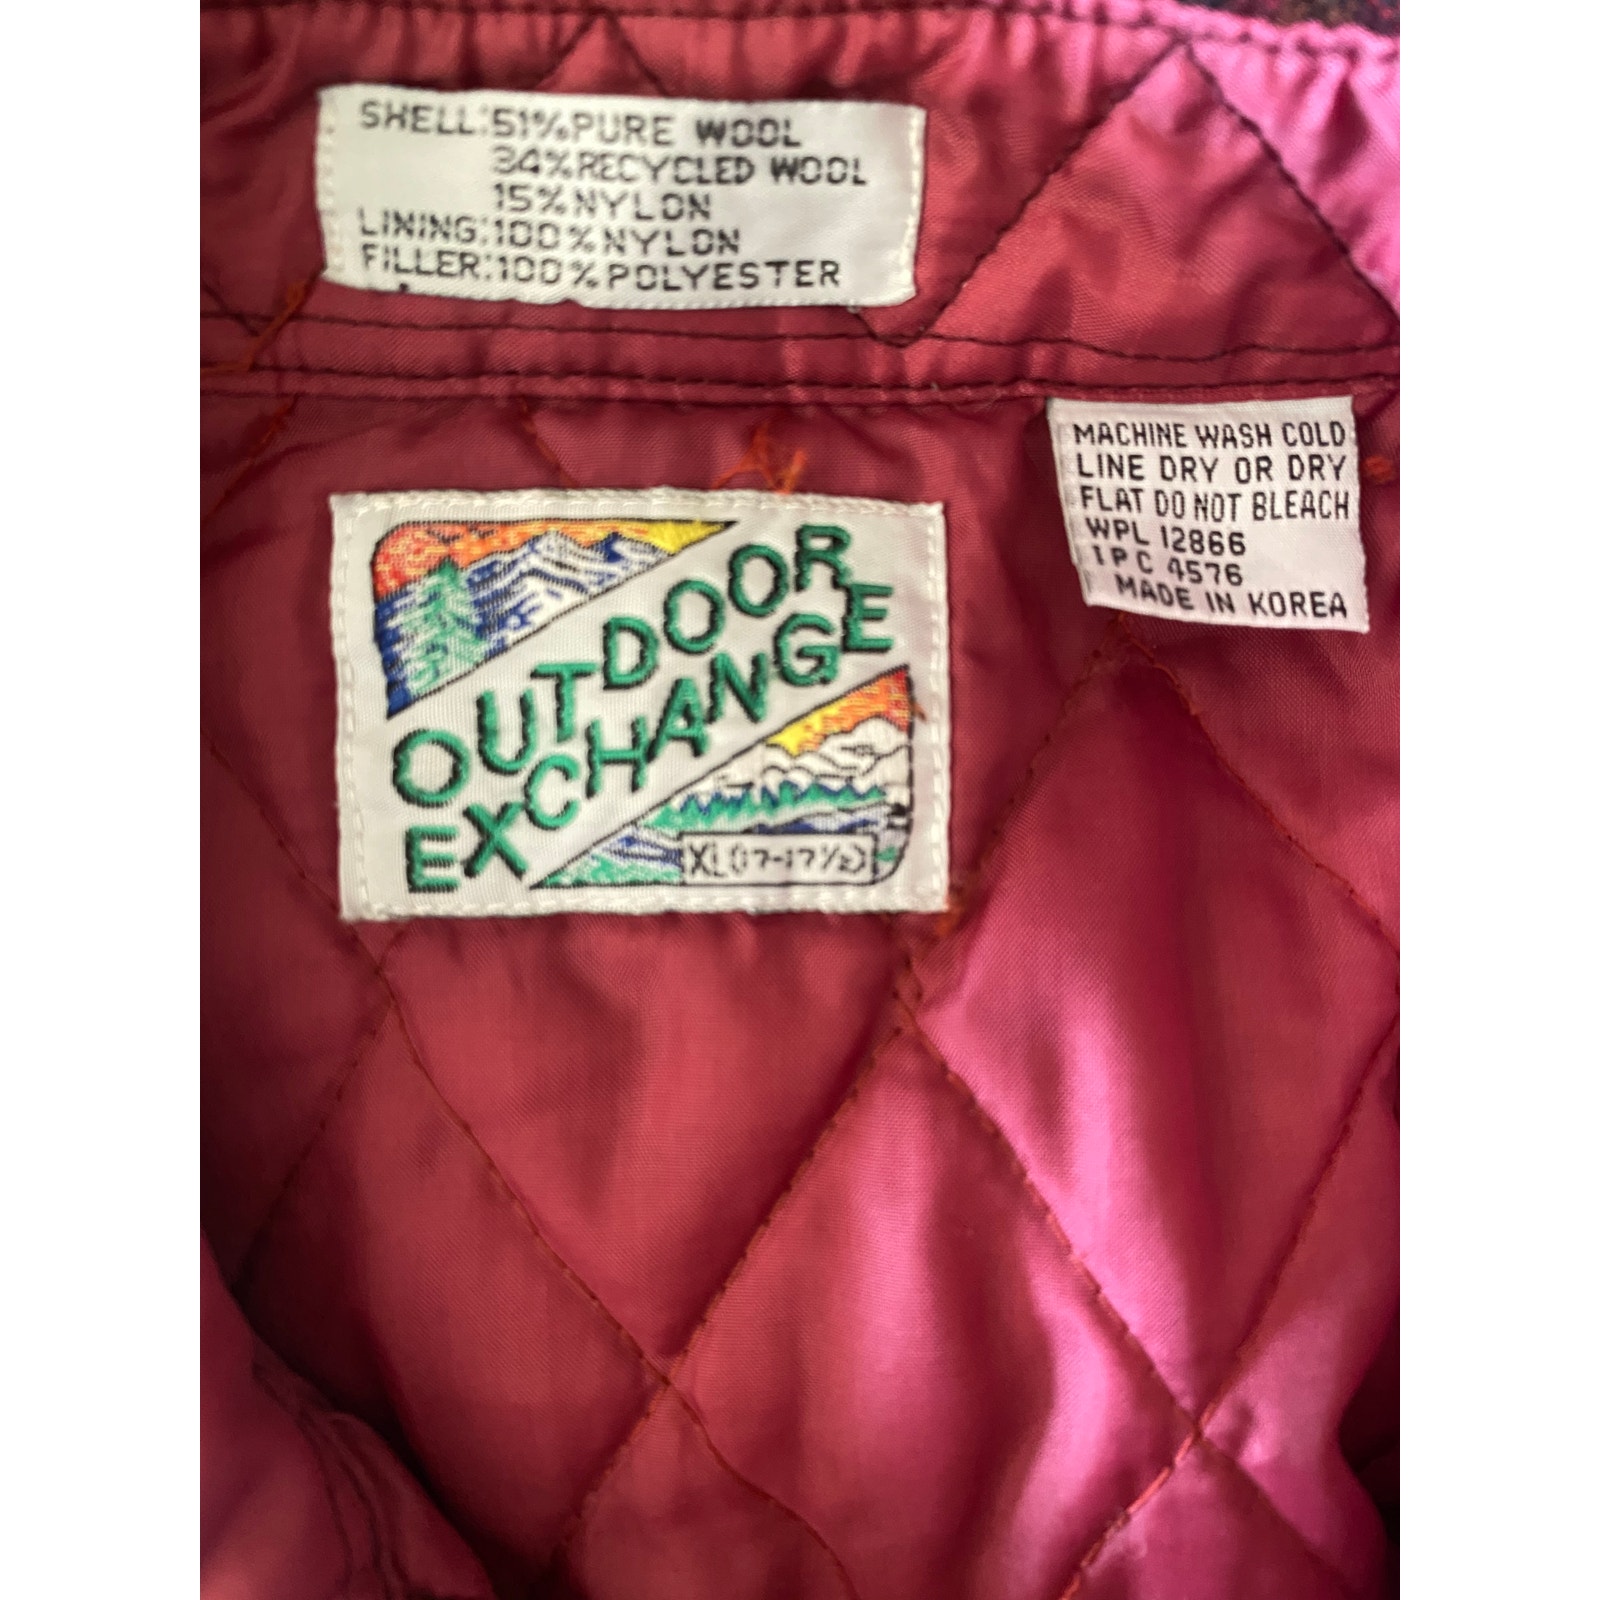 SHELL:51%PURE WOOL
34%RECYCLED WOOL
15%NYLON
LINING:100%NYLON
FILLER:100%POLYESTER
MACHINE WASH COLD
LINE DRY OR DRY
FLAT DO NOT BLEACH
WPL 12866
IPC 4576
MADE IN KOREA
OUTDOOR
EXCHANGE
XL(17-17½)